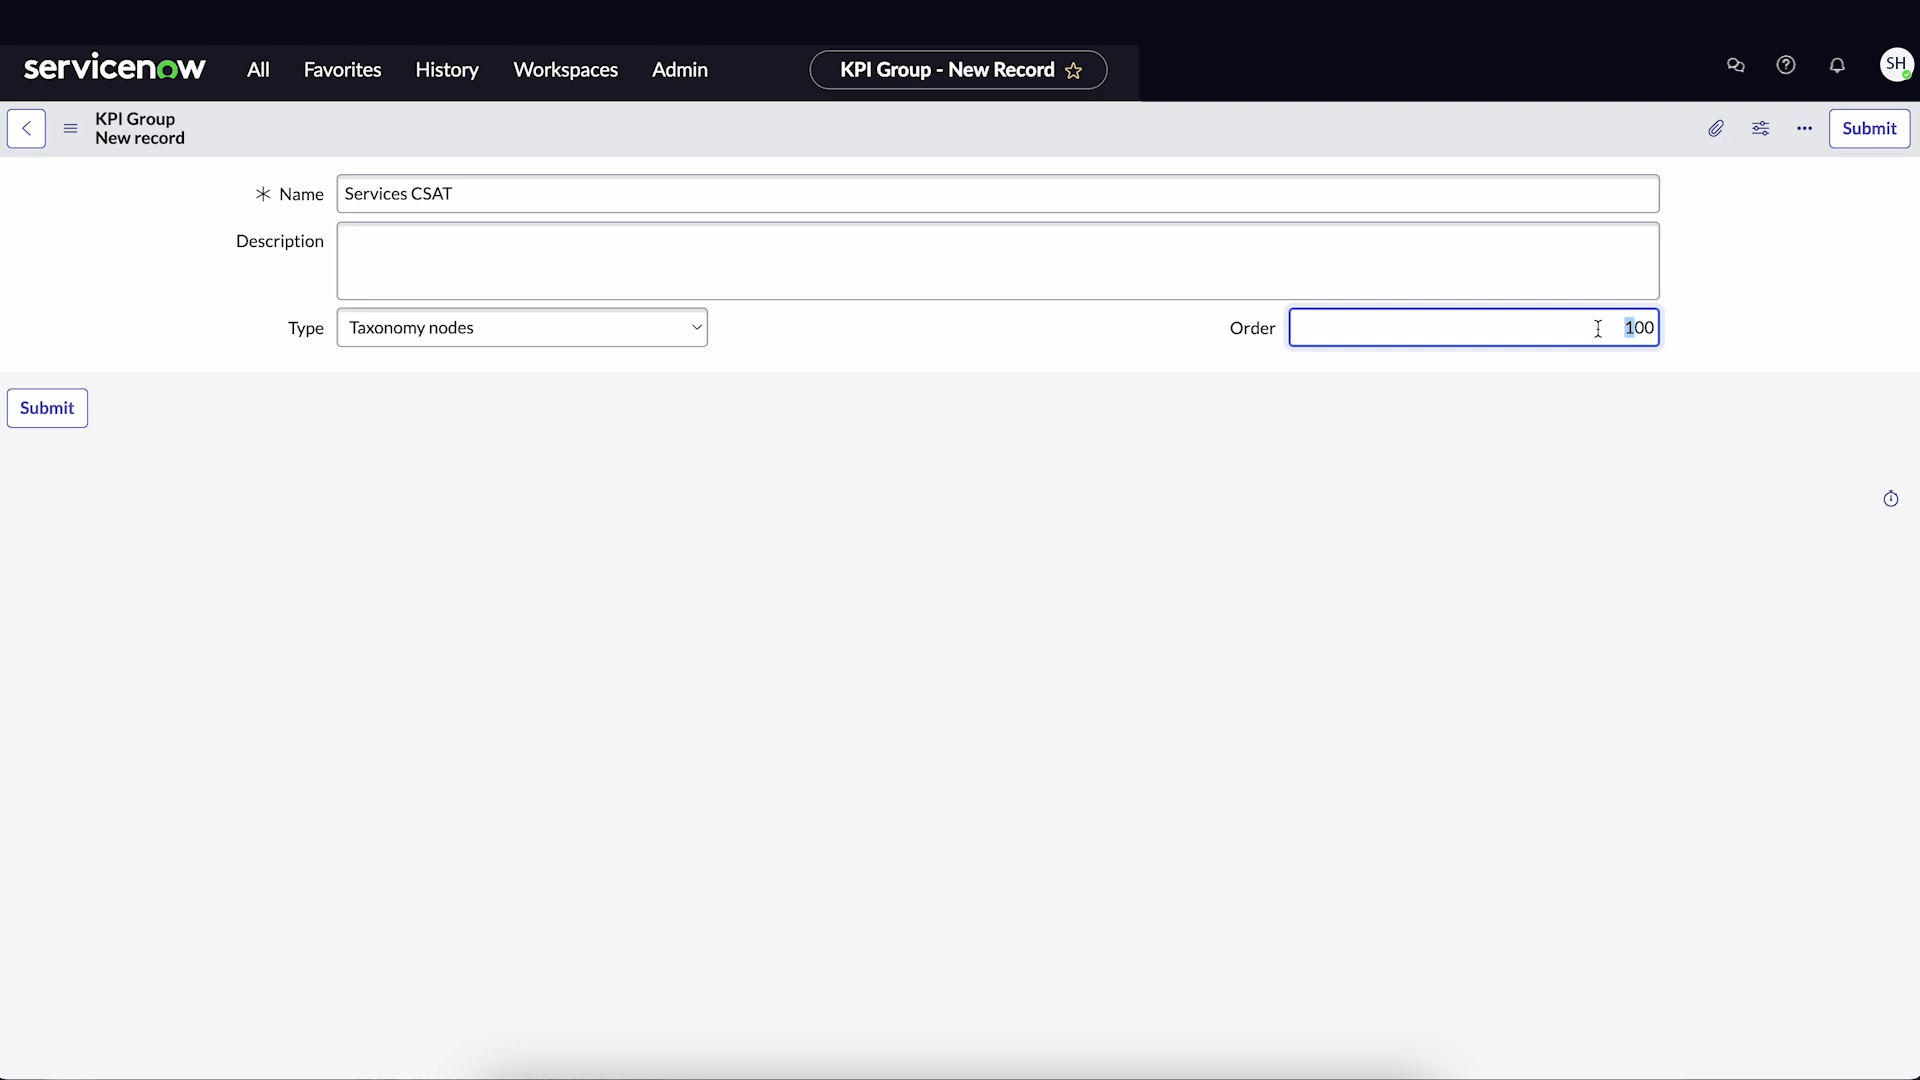 servicenow All Favorites History Workspaces Admin KPI Group - New Record SH
KPI Group
New record
Submit
* Name Services CSAT
Description
Type Taxonomy nodes Order 100
Submit